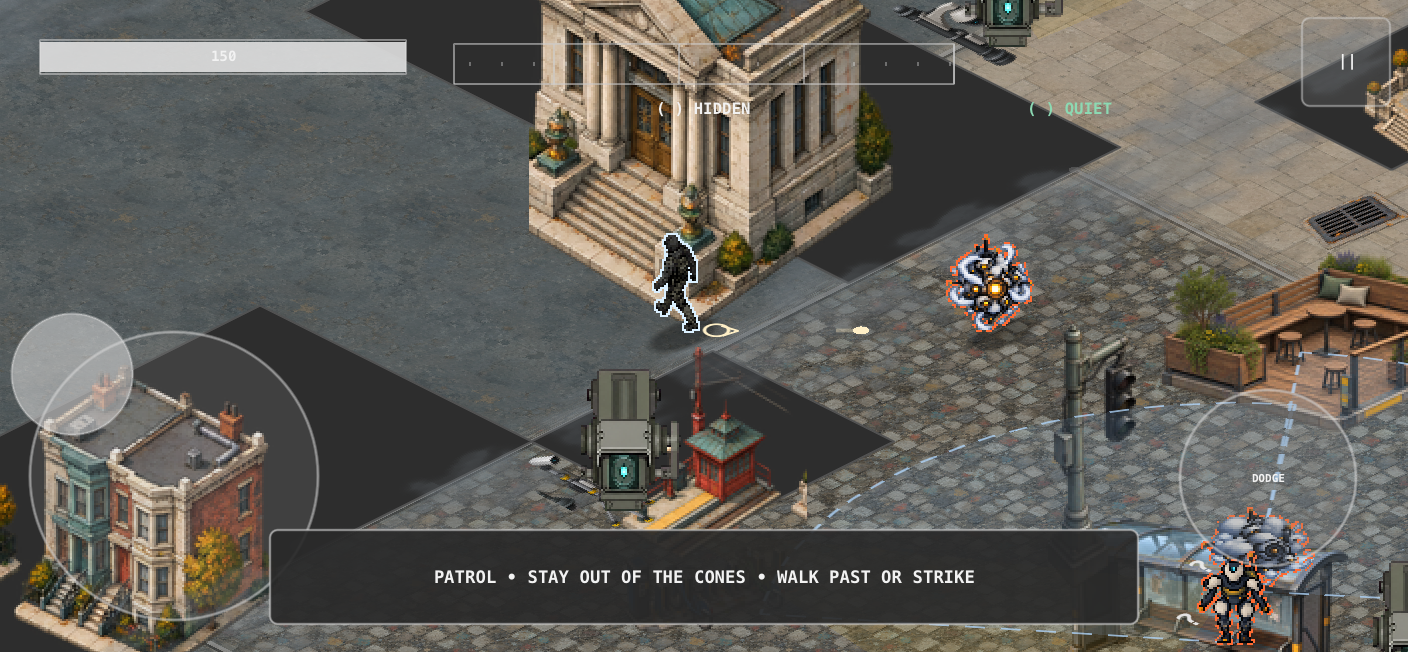 150
( ) HIDDEN
( ) QUIET
DODGE
PATROL • STAY OUT OF THE CONES • WALK PAST OR STRIKE